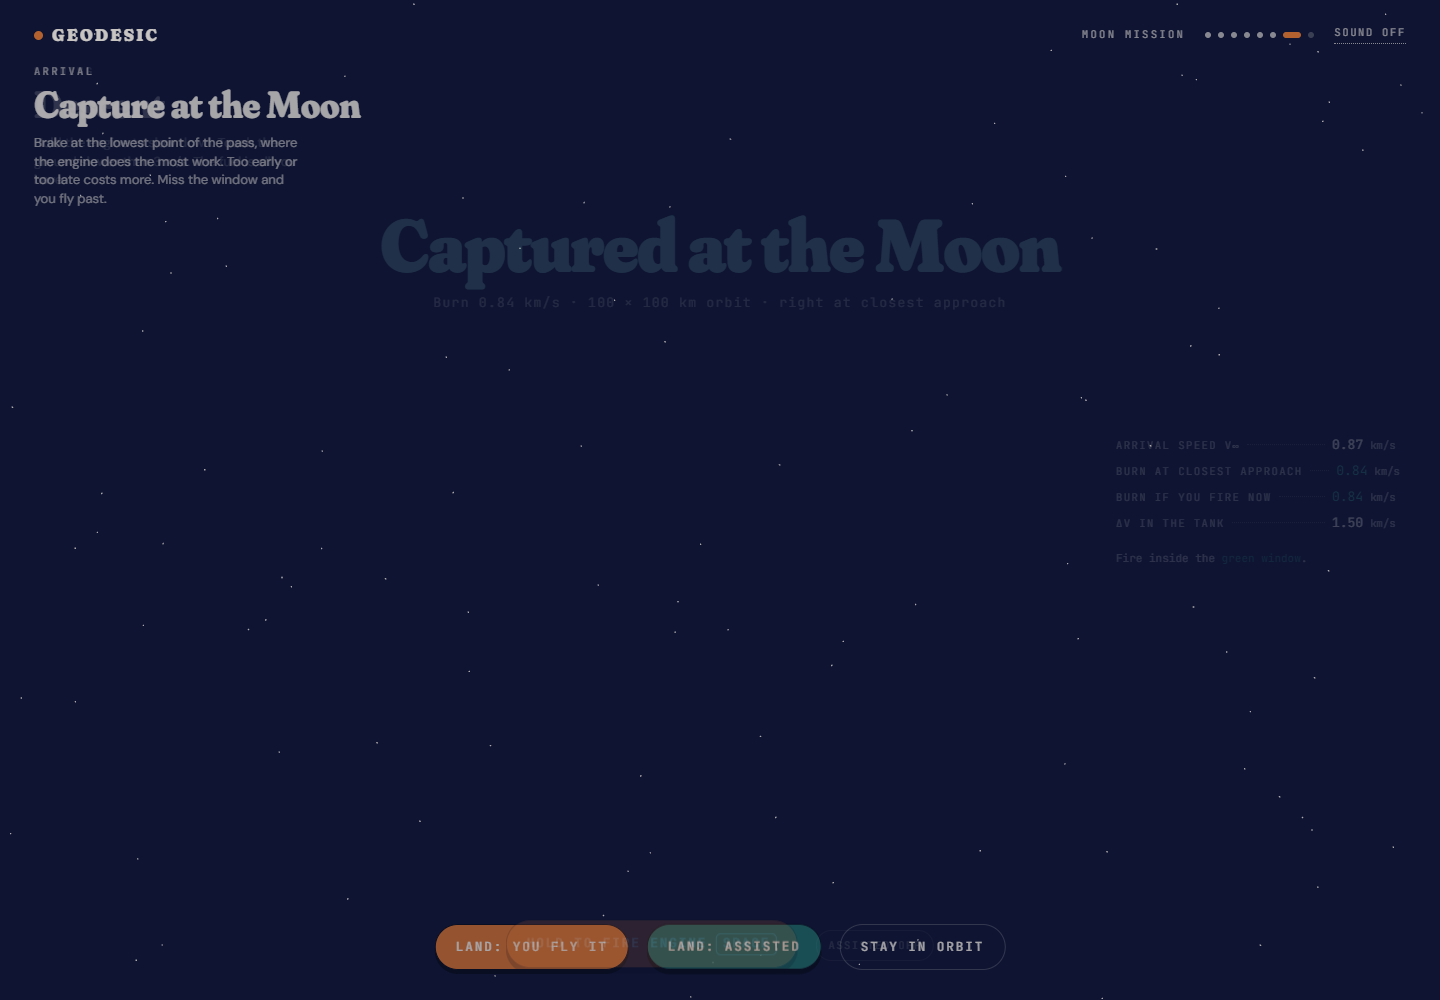 GEODESIC
MOON MISSION
SOUND OFF
ARRIVAL
Capture at the Moon
Brake at the lowest point of the pass, where
the engine does the most work. Too early or
too late costs more. Miss the window and
you fly past.
Captured at the Moon
Burn 0.84 km/s · 100 × 100 km orbit · right at closest approach
ARRIVAL SPEED V∞ 0.87 km/s
BURN AT CLOSEST APPROACH 0.84 km/s
BURN IF YOU FIRE NOW 0.84 km/s
ΔV IN THE TANK 1.50 km/s
Fire inside the green window.
LAND: YOU FLY IT
LAND: ASSISTED
STAY IN ORBIT